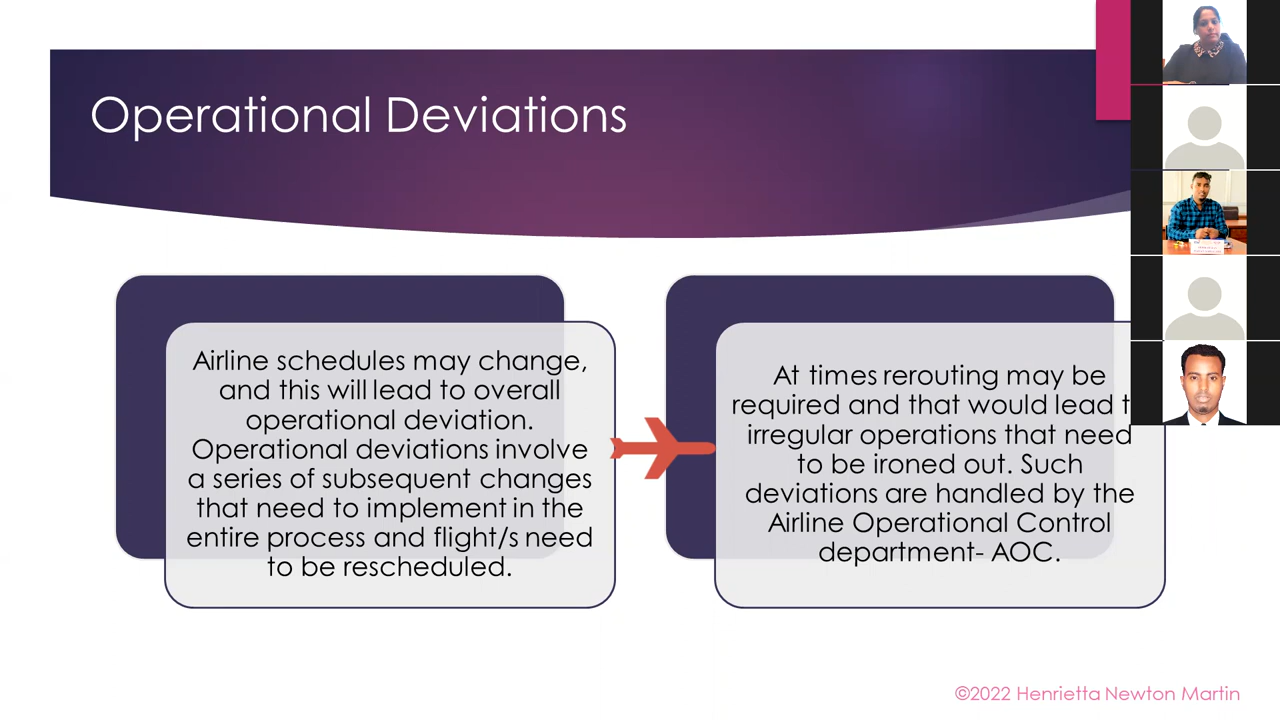 Operational Deviations
Airline schedules may change,
and this will lead to overall
operational deviation.
Operational deviations involve
a series of subsequent changes
that need to implement in the
entire process and flight/s need
to be rescheduled.
At times rerouting may be
required and that would lead
irregular operations that need
to be ironed out. Such
deviations are handled by the
Airline Operational Control
department- AOC.
©2022 Henrietta Newton Martin